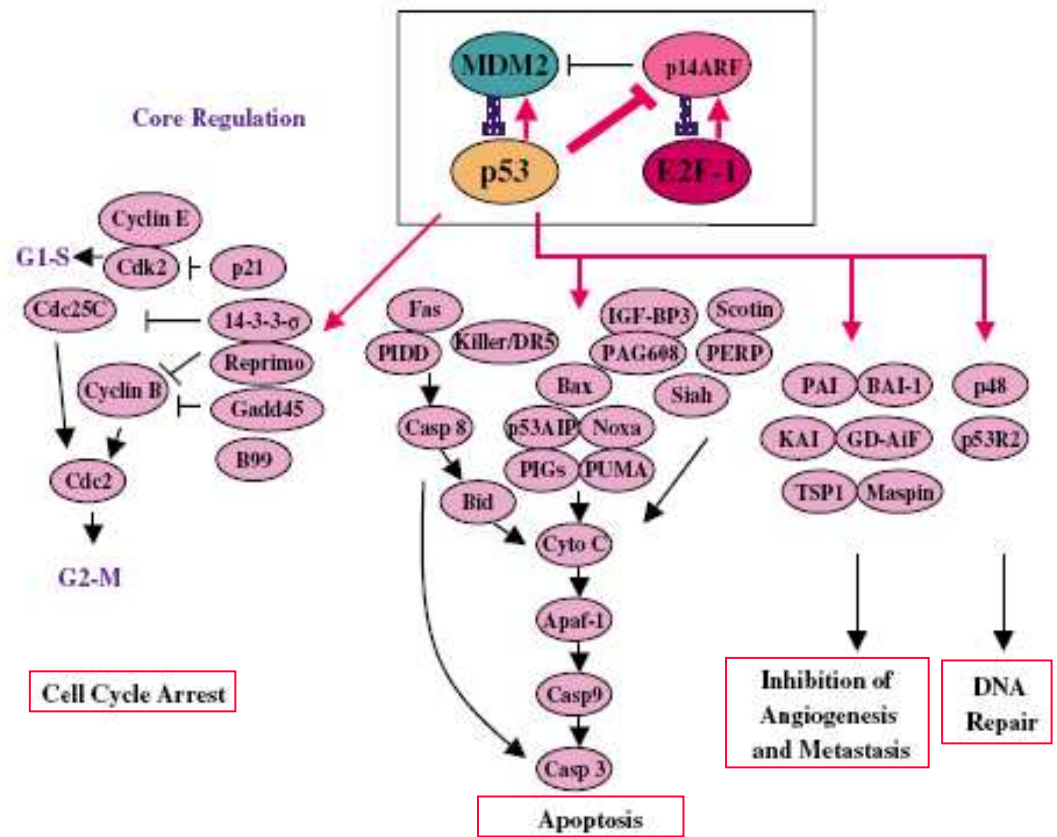 MDM2
p14ARF
Core Regulation
p53
E2F-1
Cyclin E
G1-S
Cdk2
p21
Cdc25C
14-3-3-σ
Reprimo
Cyclin B
Gadd45
B99
Cdc2
G2-M
Cell Cycle Arrest
Fas
PIDD
Killer/DR5
IGF-BP3
Scotin
PAG608
PERP
Bax
Siah
Casp 8
p53AIP
Noxa
PIGs
PUMA
Bid
Cyto C
Apaf-1
Casp9
Casp 3
Apoptosis
PAI
BAI-1
KAI
GD-AiF
TSP1
Maspin
Inhibition of
Angiogenesis
and Metastasis
p48
p53R2
DNA
Repair